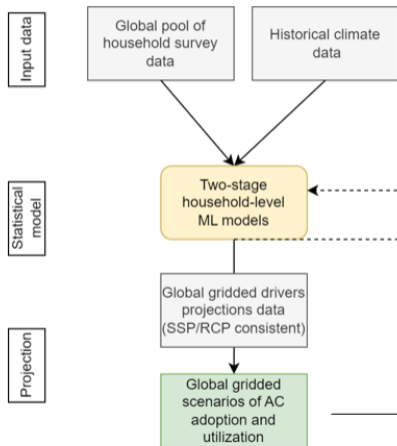 Input data
Global pool of
household survey
data
Historical climate
data
Statistical
model
Two-stage
household-level
ML models
Projection
Global gridded drivers
projections data
(SSP/RCP consistent)
Global gridded
scenarios of AC
adoption and
utilization